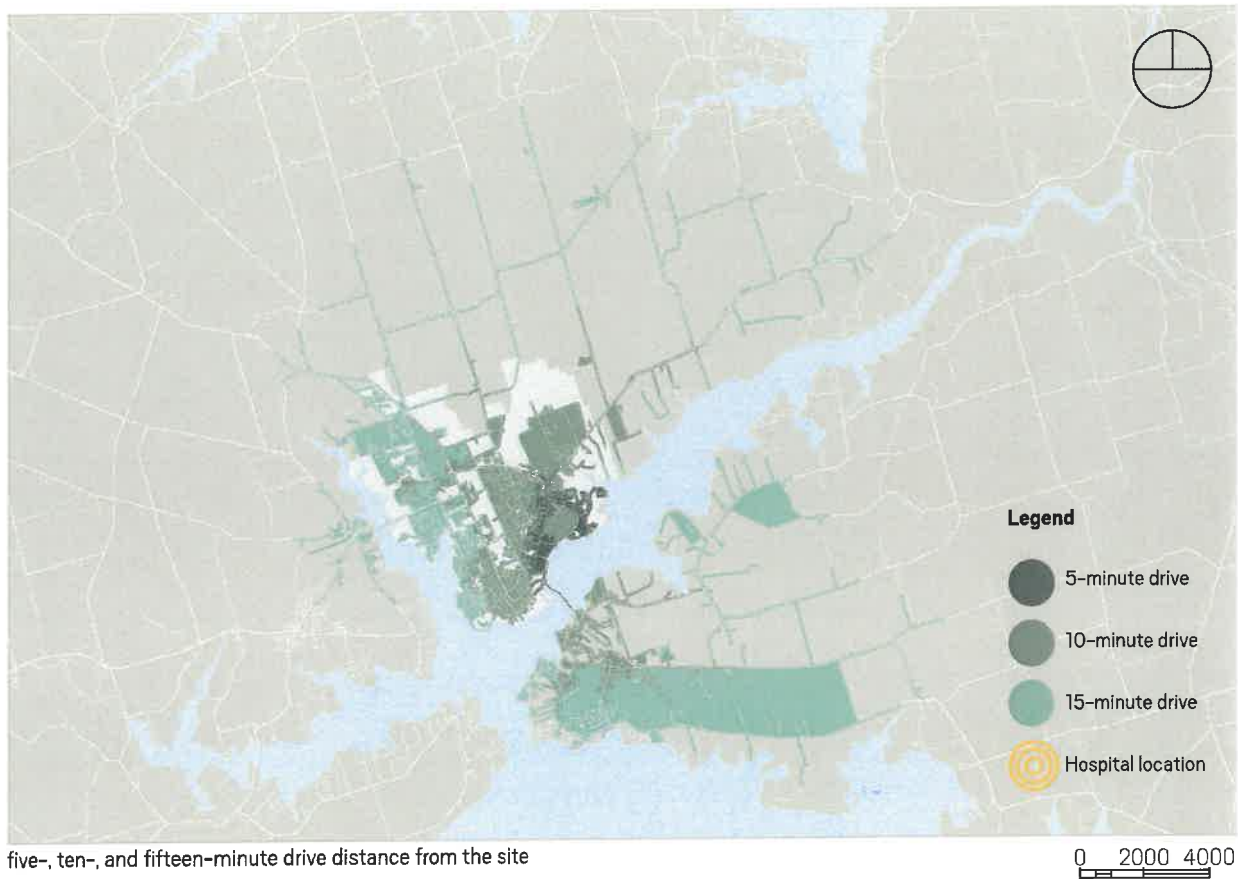 Legend
5-minute drive
10-minute drive
15-minute drive
Hospital location
five-, ten-, and fifteen-minute drive distance from the site
0 2000 4000